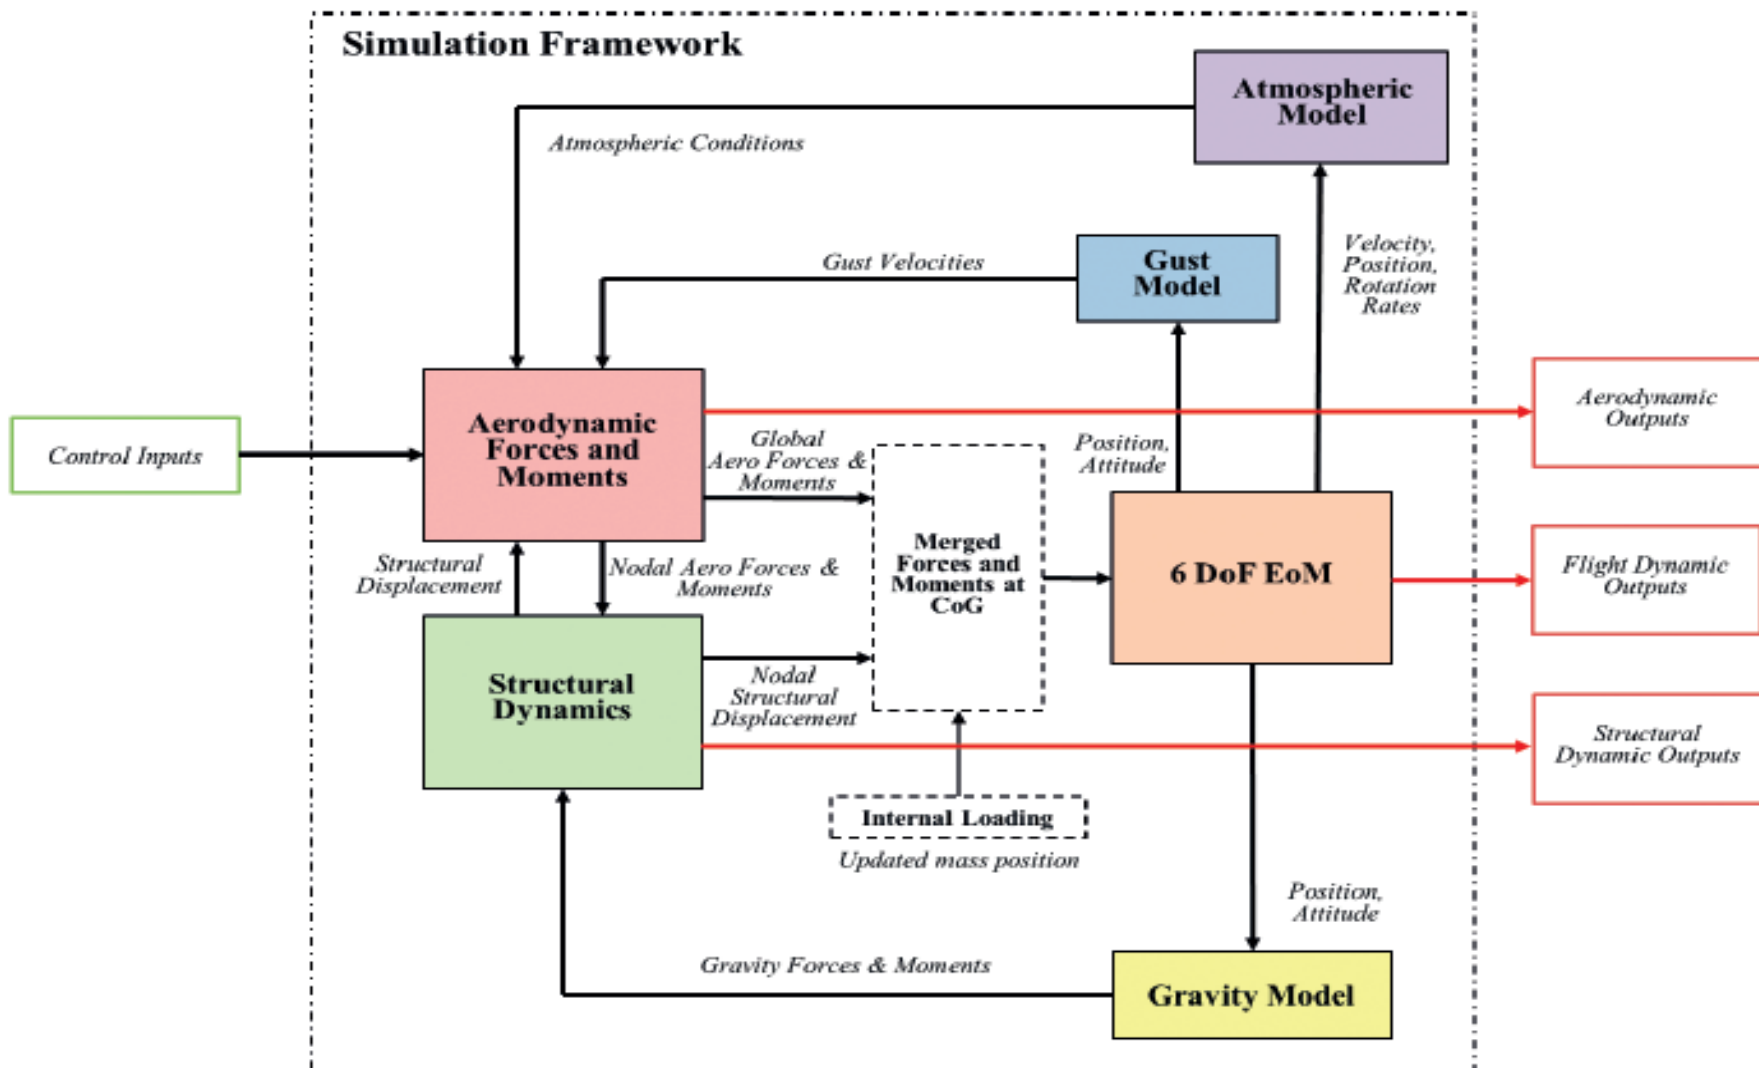 Simulation Framework
Atmospheric
Model
Atmospheric Conditions
Gust Velocities
Gust
Model
Velocity,
Position,
Rotation
Rates
Control Inputs
Aerodynamic
Forces and
Moments
Global
Aero Forces &
Moments
Position,
Attitude
Aerodynamic
Outputs
Structural
Displacement
Nodal Aero Forces &
Moments
Merged
Forces and
Moments at
CoG
6 DoF EoM
Flight Dynamic
Outputs
Structural
Dynamics
Nodal
Structural
Displacement
Structural
Dynamic Outputs
Internal Loading
Updated mass position
Position,
Attitude
Gravity Forces & Moments
Gravity Model